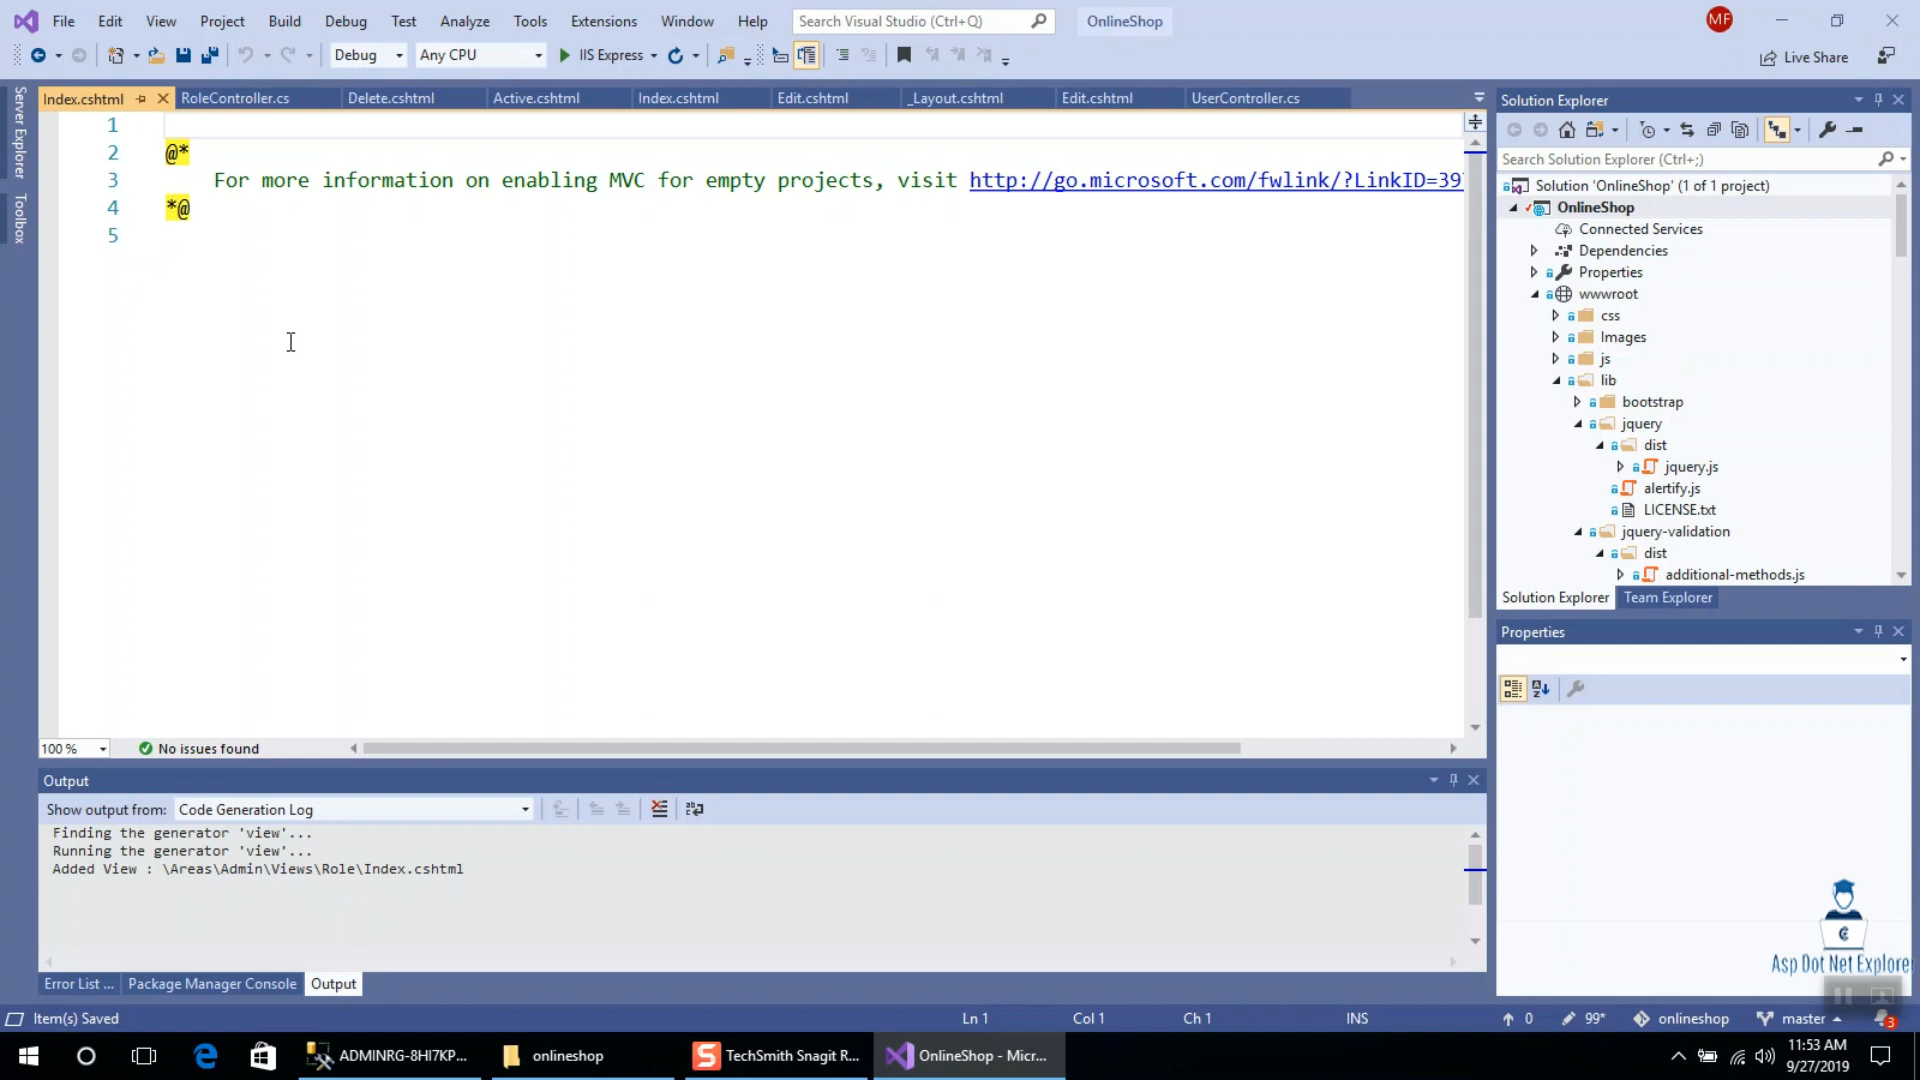 File Edit View Project Build Debug Test Analyze Tools Extensions Window Help Search Visual Studio (Ctrl+Q) OnlineShop MF
Debug Any CPU IIS Express Live Share
Server Explorer
Toolbox
Index.cshtml RoleController.cs Delete.cshtml Active.cshtml Index.cshtml Edit.cshtml _Layout.cshtml Edit.cshtml UserController.cs
1
2 @*
3 For more information on enabling MVC for empty projects, visit http://go.microsoft.com/fwlink/?LinkID=39
4 *@
5
100 % No issues found
Solution Explorer
Search Solution Explorer (Ctrl+;)
Solution 'OnlineShop' (1 of 1 project)
OnlineShop
Connected Services
Dependencies
Properties
wwwroot
css
Images
js
lib
bootstrap
jquery
dist
jquery.js
alertify.js
LICENSE.txt
jquery-validation
dist
additional-methods.js
Solution Explorer Team Explorer
Properties
Output
Show output from: Code Generation Log
Finding the generator 'view'...
Running the generator 'view'...
Added View : \Areas\Admin\Views\Role\Index.cshtml
Error List ... Package Manager Console Output
Asp Dot Net Explorer
Item(s) Saved Ln 1 Col 1 Ch 1 INS 0 99* onlineshop master 3
ADMINRG-8HI7KP... onlineshop TechSmith Snagit R... OnlineShop - Micr... 11:53 AM
9/27/2019